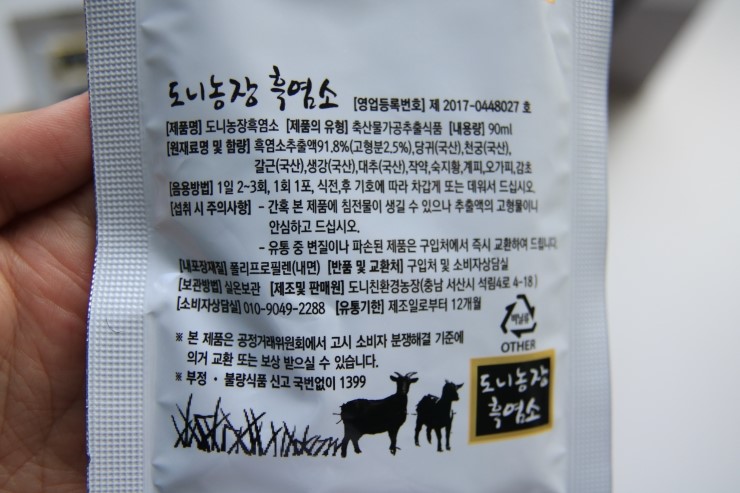 도니농장 흑염소 [영업등록번호] 제 2017-0448027 호
[제품명] 도니농장흑염소 [제품의 유형] 축산물가공추출식품 [내용량] 90ml
[원재료명 및 함량] 흑염소추출액91.8%(고형분2.5%),당귀(국산),천궁(국산),
갈근(국산),생강(국산),대추(국산),작약,숙지황,계피,오가피,감초
[음용방법] 1일 2~3회, 1회 1포, 식전,후 기호에 따라 차갑게 또는 데워서 드십시오.
[섭취 시 주의사항] - 간혹 본 제품에 침전물이 생길 수 있으나 추출액의 고형물이니
안심하고 드십시오.
- 유통 중 변질이나 파손된 제품은 구입처에서 즉시 교환하여 드립니다.
[내포장재질] 폴리프로필렌(내면) [반품 및 교환처] 구입처 및 소비자상담실
[보관방법] 실온보관 [제조및 판매원] 도니친환경농장(충남 서산시 석림4로 4-18)
[소비자상담실] 010-9049-2288 [유통기한] 제조일로부터 12개월
※ 본 제품은 공정거래위원회에서 고시 소비자 분쟁해결 기준에
의거 교환 또는 보상 받으실 수 있습니다.
※ 부정 · 불량식품 신고 국번없이 1399
비닐류
OTHER
도니농장
흑염소